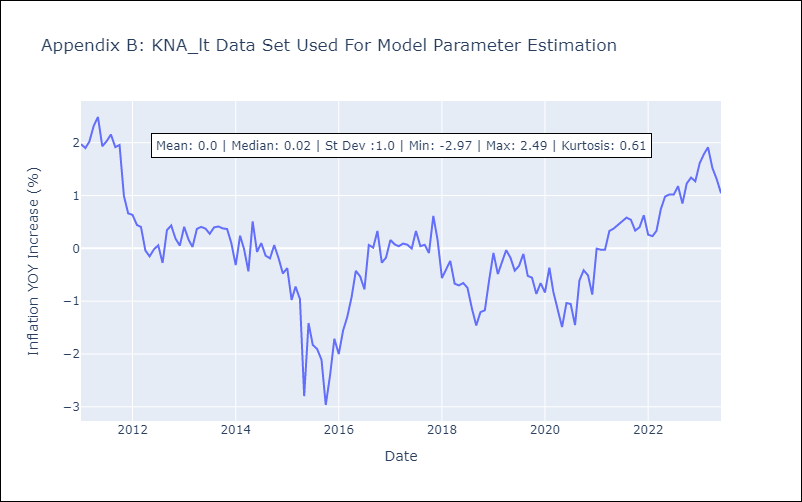 Appendix B: KNA_lt Data Set Used For Model Parameter Estimation
Mean: 0.0 | Median: 0.02 | St Dev :1.0 | Min: -2.97 | Max: 2.49 | Kurtosis: 0.61
Inflation YOY Increase (%)
2
1
0
−1
−2
−3
2012 2014 2016 2018 2020 2022
Date